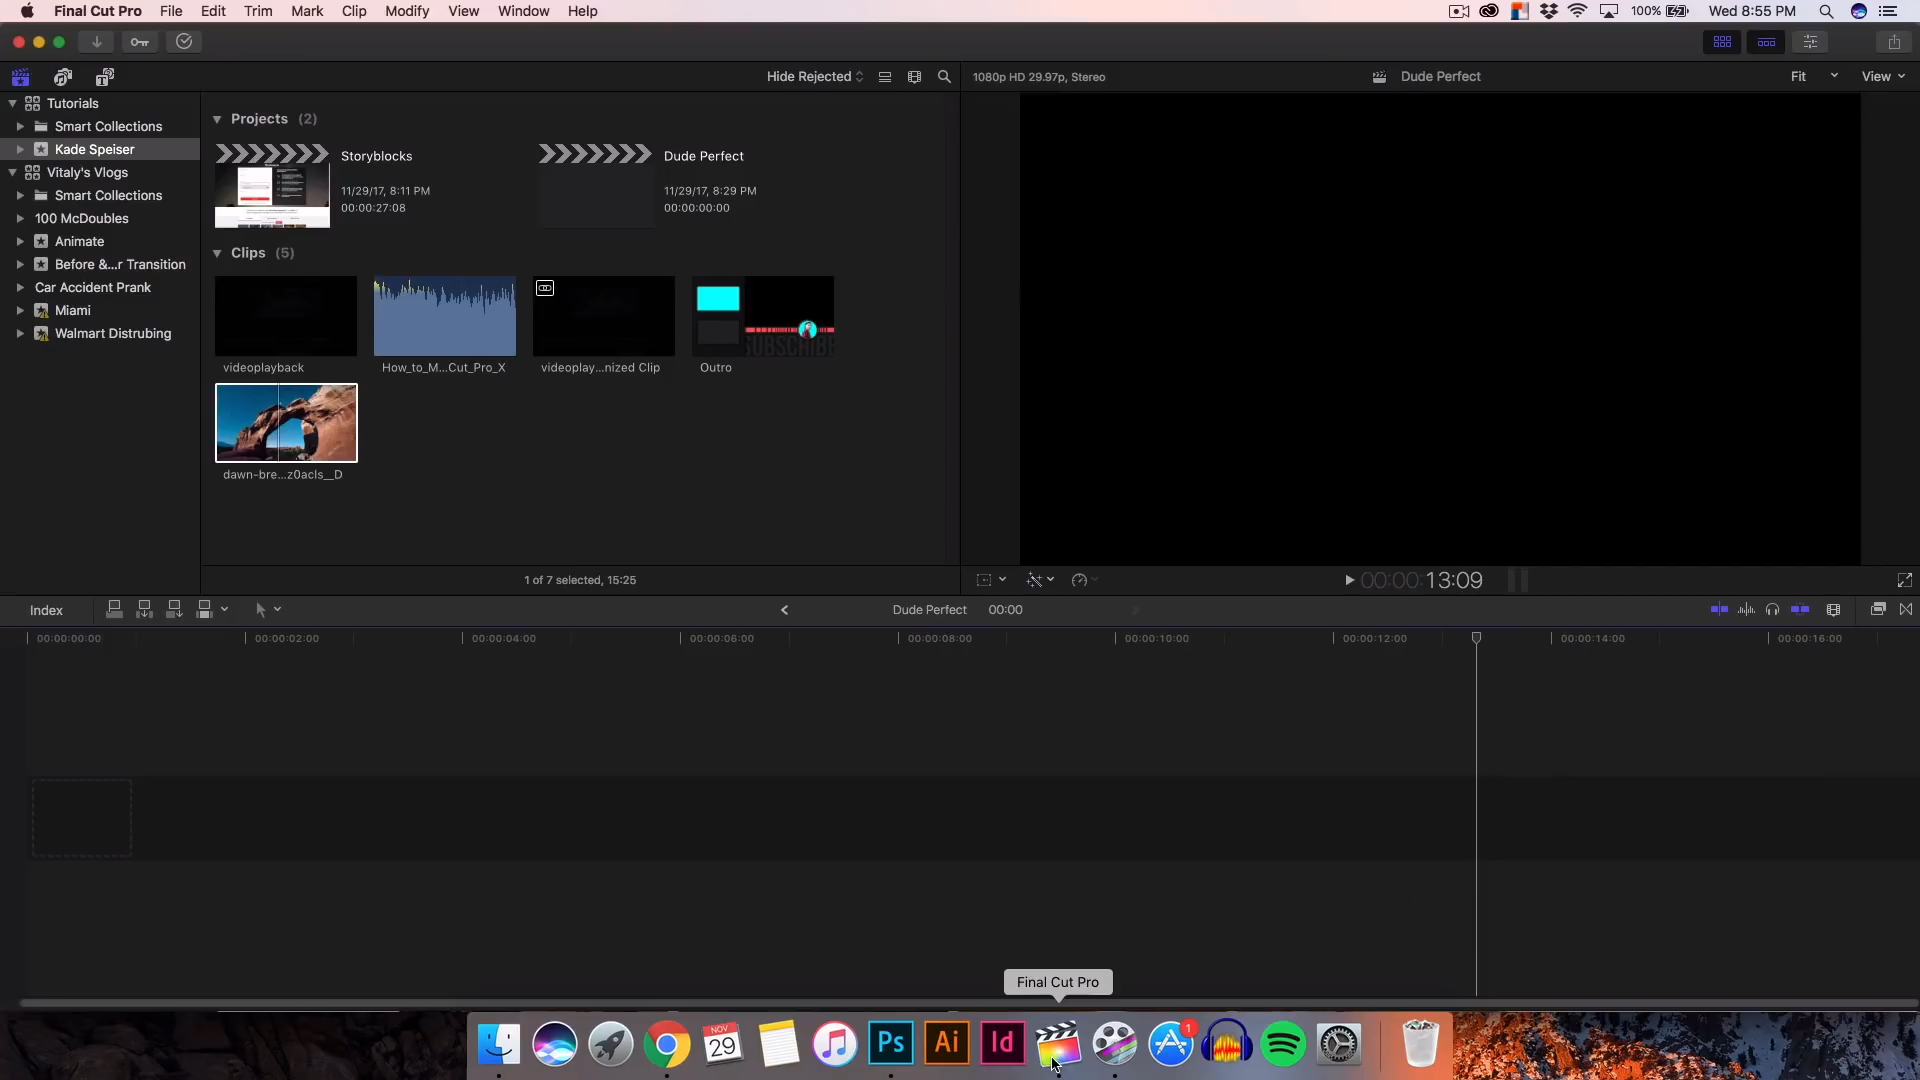 Final Cut Pro File Edit Trim Mark Clip Modify View Window Help 100% Wed 8:55 PM
Hide Rejected 1080p HD 29.97p, Stereo Dude Perfect Fit View
Tutorials
Smart Collections
Kade Speiser
Vitaly's Vlogs
Smart Collections
100 McDoubles
Animate
Before &...r Transition
Car Accident Prank
Miami
Walmart Distrubing
Projects (2)
Storyblocks
11/29/17, 8:11 PM
00:00:27:08
Dude Perfect
11/29/17, 8:29 PM
00:00:00:00
Clips (5)
SUBSCRIBE
videoplayback How_to_M...Cut_Pro_X videoplay...nized Clip Outro
dawn-bre...z0acls__D
1 of 7 selected, 15:25
00:00:13:09
Index Dude Perfect 00:00
00:00:00:00 00:00:02:00 00:00:04:00 00:00:06:00 00:00:08:00 00:00:10:00 00:00:12:00 00:00:14:00 00:00:16:00
Final Cut Pro
NOV
29
Ps Ai Id 1